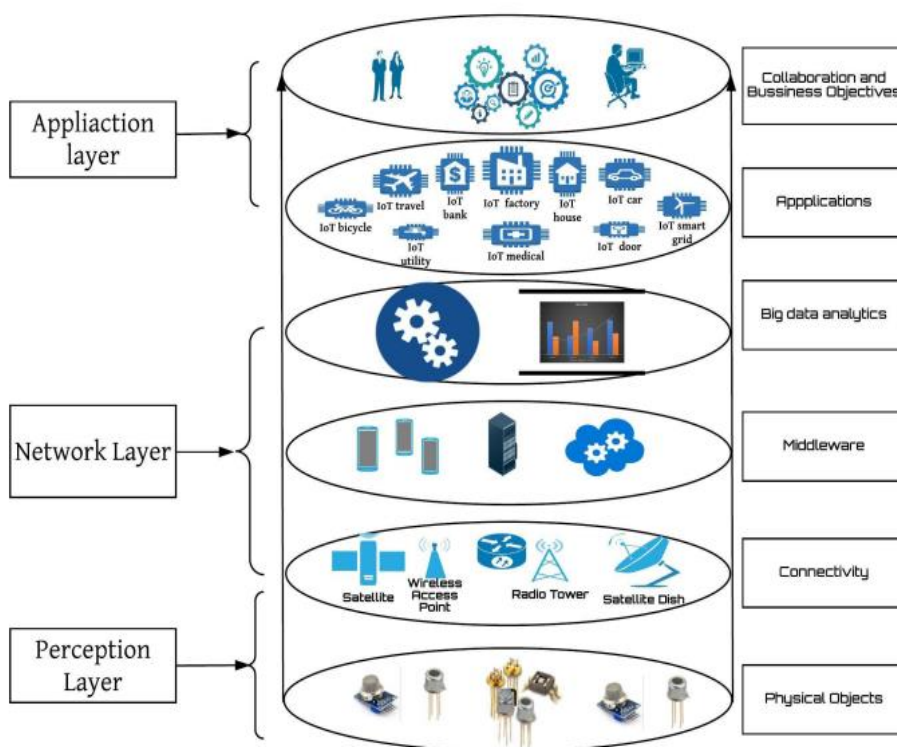 Collaboration and
Bussiness Objectives
Appliaction
layer
IoT travel
IoT
bank
IoT factory
IoT
house
IoT car
IoT bicycle
IoT
utility
IoT medical
IoT door
IoT smart
grid
Appplications
Big data analytics
Network Layer
Middleware
Satellite
Wireless
Access
Point
Radio Tower
Satellite Dish
Connectivity
Perception
Layer
Physical Objects